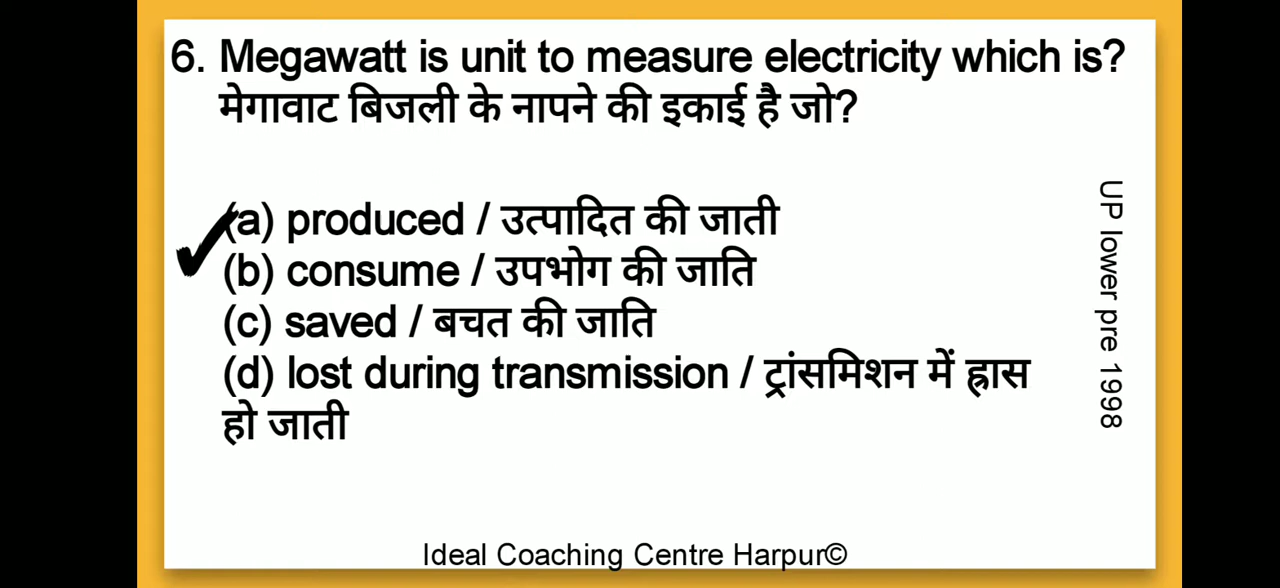 6. Megawatt is unit to measure electricity which is?
मेगावाट बिजली के नापने की इकाई है जो?
(a) produced / उत्पादित की जाती
(b) consume / उपभोग की जाति
(c) saved / बचत की जाति
(d) lost during transmission / ट्रांसमिशन में ह्रास
हो जाती
UP lower pre 1998
Ideal Coaching Centre Harpur©